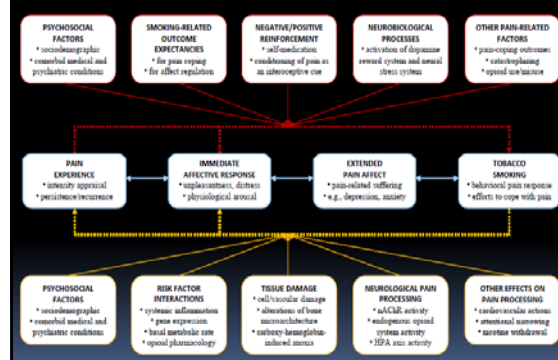 PSYCHOSOCIAL
FACTORS
• sociodemographic
• comorbid medical and
psychiatric conditions
SMOKING-RELATED
OUTCOME
EXPECTANCIES
• for pain coping
• for affect regulation
NEGATIVE/POSITIVE
REINFORCEMENT
• self-medication
• conditioning of pain as
an interoceptive cue
NEUROBIOLOGICAL
PROCESSES
• activation of dopamine
reward system and neural
stress system
OTHER PAIN-RELATED
FACTORS
• pain-coping outcomes
• catastrophizing
• opioid use/misuse
PAIN
EXPERIENCE
• intensity appraisal
• persistence/recurrence
IMMEDIATE
AFFECTIVE RESPONSE
• unpleasantness, distress
• physiological arousal
EXTENDED
PAIN AFFECT
• pain-related suffering
• e.g., depression, anxiety
TOBACCO
SMOKING
• behavioral pain response
• efforts to cope with pain
PSYCHOSOCIAL
FACTORS
• sociodemographic
• comorbid medical and
psychiatric conditions
RISK FACTOR
INTERACTIONS
• systemic inflammation
• gene expression
• basal metabolic rate
• opioid pharmacology
TISSUE DAMAGE
• cell/vascular damage
• alterations of bone
microarchitecture
• carboxy-hemoglobin-
induced anoxia
NEUROLOGICAL PAIN
PROCESSING
• nAChR activity
• endogenous opioid
system activity
• HPA axis activity
OTHER EFFECTS ON
PAIN PROCESSING
• cardiovascular actions
• attentional narrowing
• nicotine withdrawal